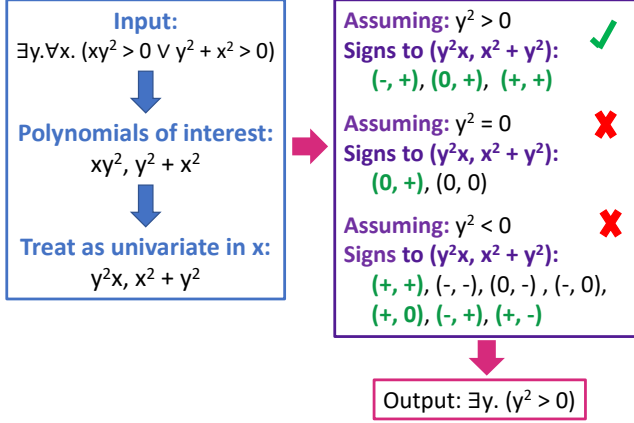 Input:
∃y.∀x. (xy² > 0 ∨ y² + x² > 0)
Polynomials of interest:
xy², y² + x²
Treat as univariate in x:
y²x, x² + y²
Assuming: y² > 0
Signs to (y²x, x² + y²):
(-, +), (0, +), (+, +)
Assuming: y² = 0
Signs to (y²x, x² + y²):
(0, +), (0, 0)
Assuming: y² < 0
Signs to (y²x, x² + y²):
(+, +), (-, -), (0, -) , (-, 0),
(+, 0), (-, +), (+, -)
Output: ∃y. (y² > 0)